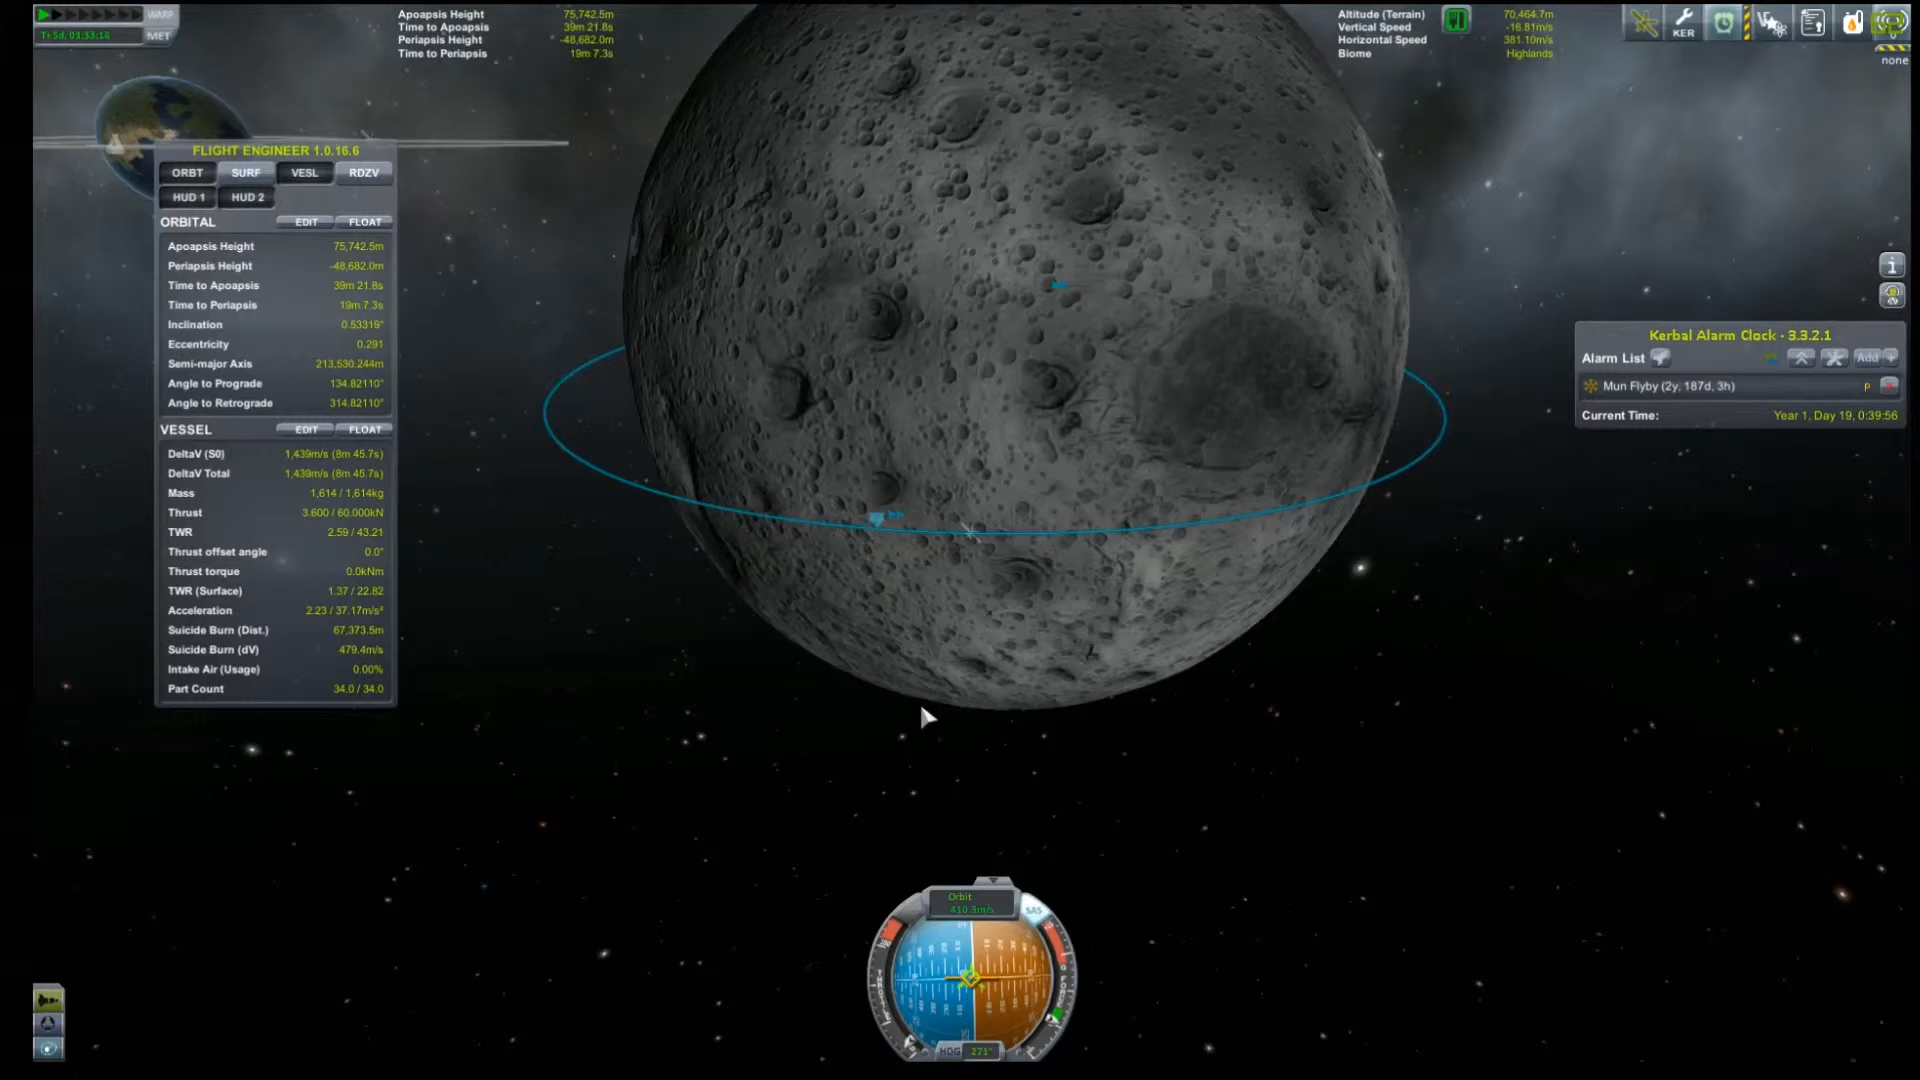 WARP
T+5d, 03:33:16 MET
Apoapsis Height 75,742.5m
Time to Apoapsis 39m 21.8s
Periapsis Height -48,682.0m
Time to Periapsis 19m 7.3s
Altitude (Terrain) 70,464.7m
Vertical Speed -16.81m/s
Horizontal Speed 381.10m/s
Biome Highlands
KER
none
FLIGHT ENGINEER 1.0.16.6
ORBT SURF VESL RDZV
HUD 1 HUD 2
ORBITAL EDIT FLOAT
Apoapsis Height 75,742.5m
Periapsis Height -48,682.0m
Time to Apoapsis 39m 21.8s
Time to Periapsis 19m 7.3s
Inclination 0.53319°
Eccentricity 0.291
Semi-major Axis 213,530.244m
Angle to Prograde 134.82110°
Angle to Retrograde 314.82110°
VESSEL EDIT FLOAT
DeltaV (S0) 1,439m/s (8m 45.7s)
DeltaV Total 1,439m/s (8m 45.7s)
Mass 1,614 / 1,614kg
Thrust 3.600 / 60.000kN
TWR 2.59 / 43.21
Thrust offset angle 0.0°
Thrust torque 0.0kNm
TWR (Surface) 1.37 / 22.82
Acceleration 2.23 / 37.17m/s²
Suicide Burn (Dist.) 67,373.5m
Suicide Burn (dV) 479.4m/s
Intake Air (Usage) 0.00%
Part Count 34.0 / 34.0
Kerbal Alarm Clock - 3.3.2.1
Alarm List Add +
Mun Flyby (2y, 187d, 3h) P
Current Time: Year 1, Day 19, 0:39:56
Orbit
410.3m/s
SAS
HDG 271°